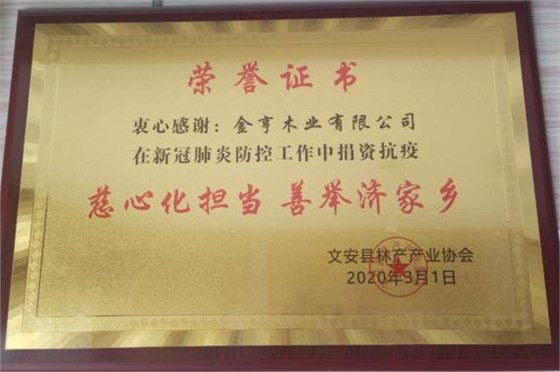 荣誉证书
衷心感谢：金亨木业有限公司
在新冠肺炎防控工作中捐资抗疫
慈心化担当 善举济家乡
文安县林产产业协会
2020年3月1日